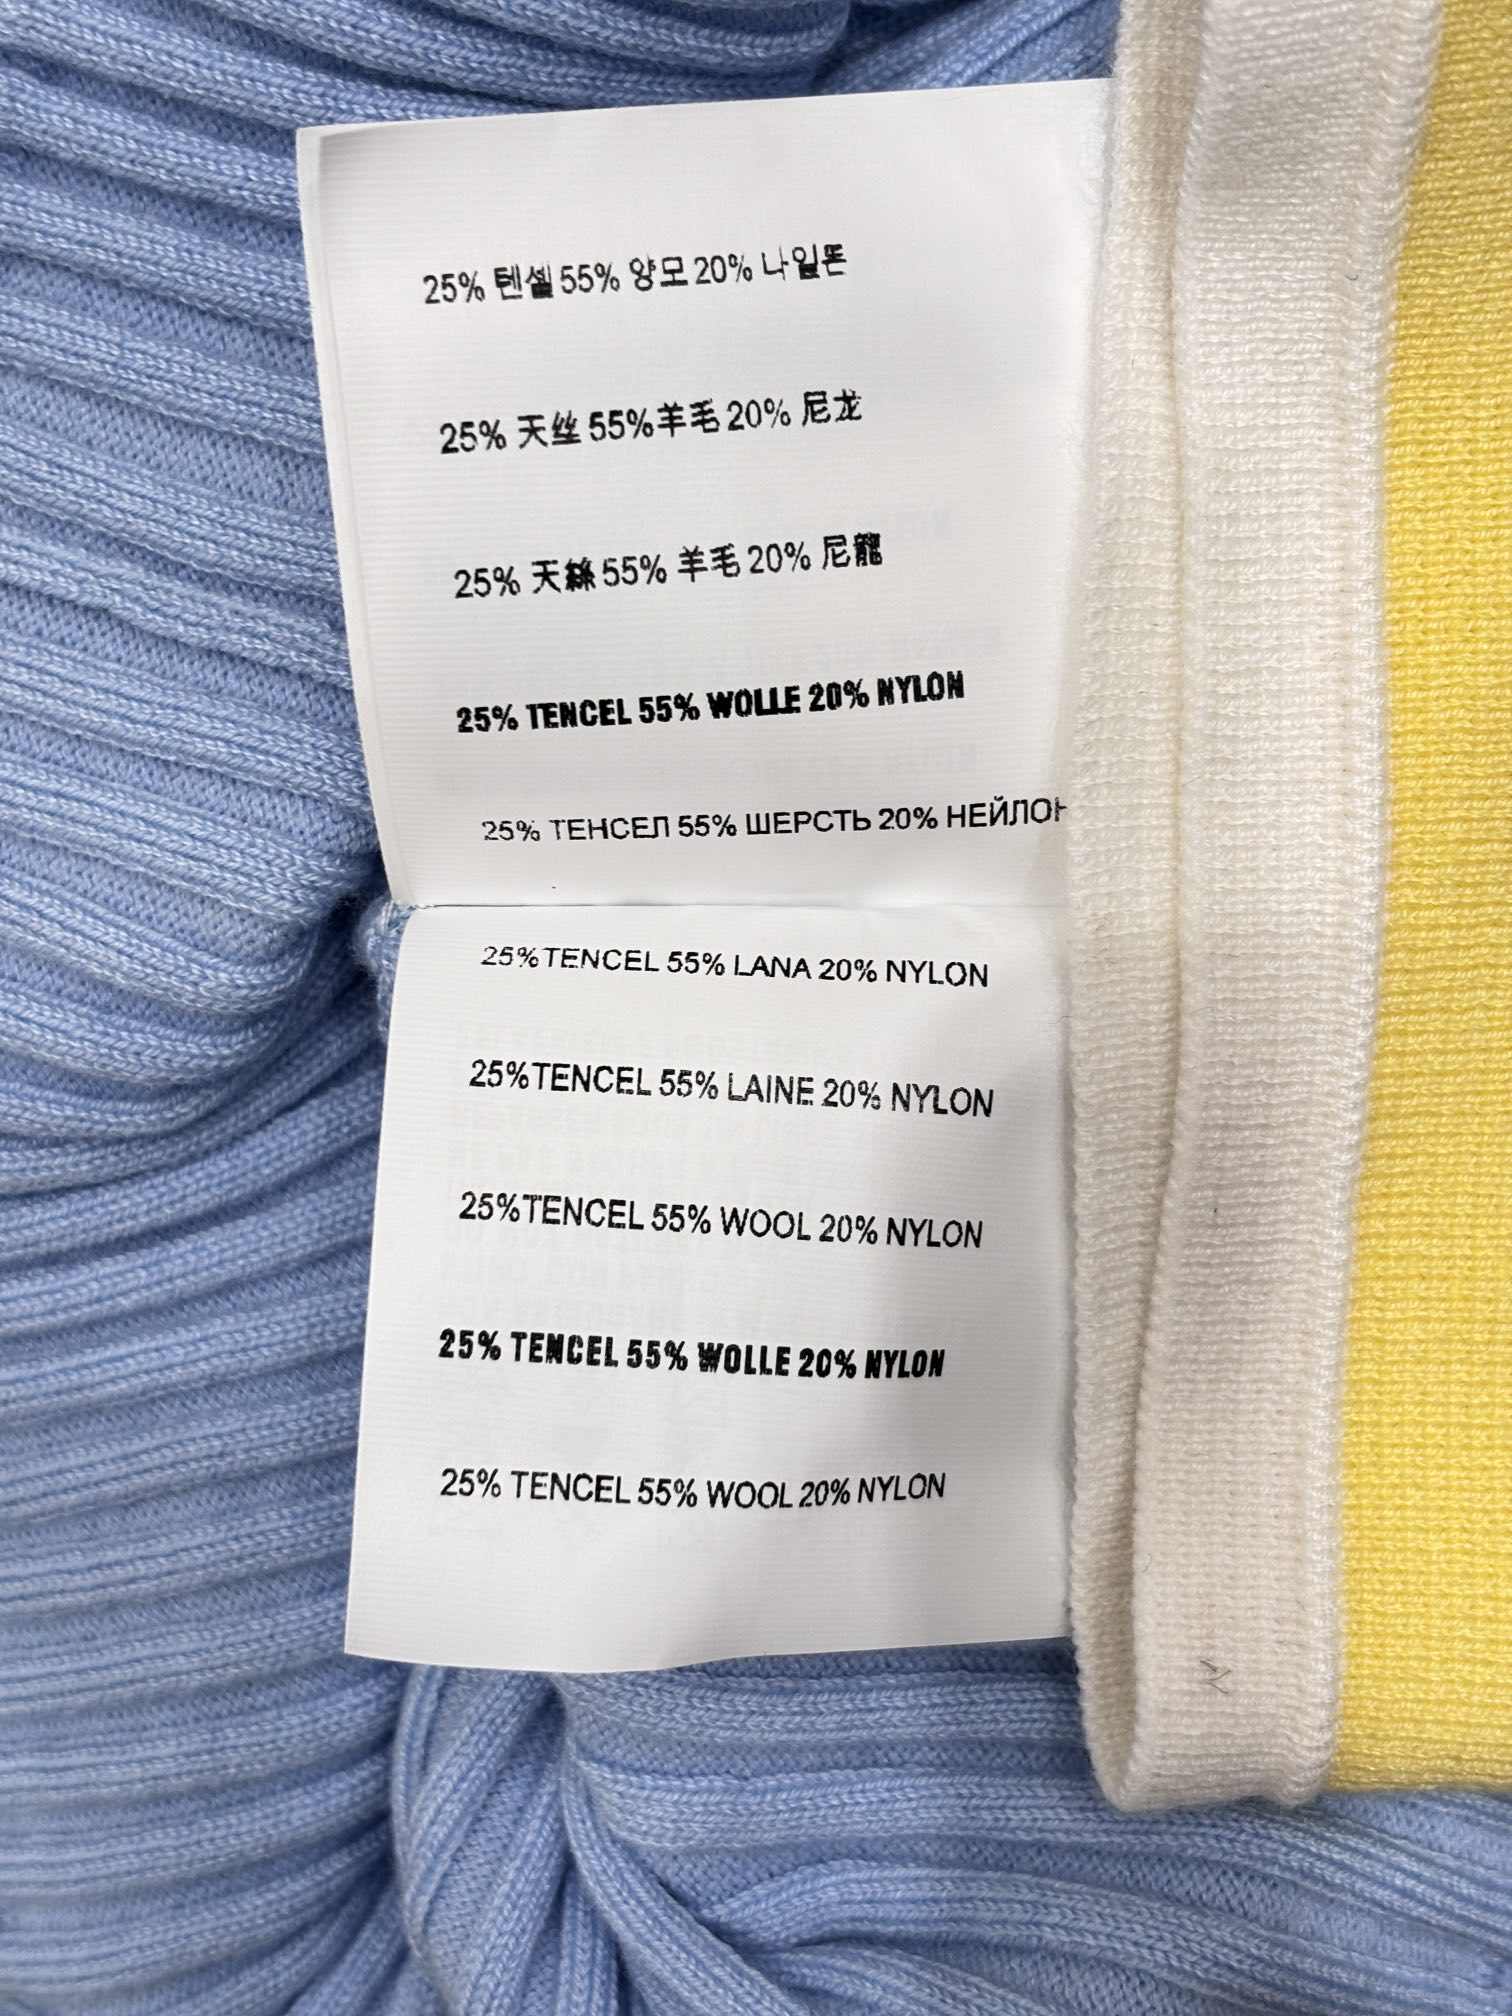 25% 텐셀 55% 양모 20% 나일론
25% 天丝 55% 羊毛 20% 尼龙
25% 天絲 55% 羊毛 20% 尼龍
25% TENCEL 55% WOLLE 20% NYLON
25% ТЕНСЕЛ 55% ШЕРСТЬ 20% НЕЙЛОН
25%TENCEL 55% LANA 20% NYLON
25%TENCEL 55% LAINE 20% NYLON
25%TENCEL 55% WOOL 20% NYLON
25% TENCEL 55% WOLLE 20% NYLON
25% TENCEL 55% WOOL 20% NYLON